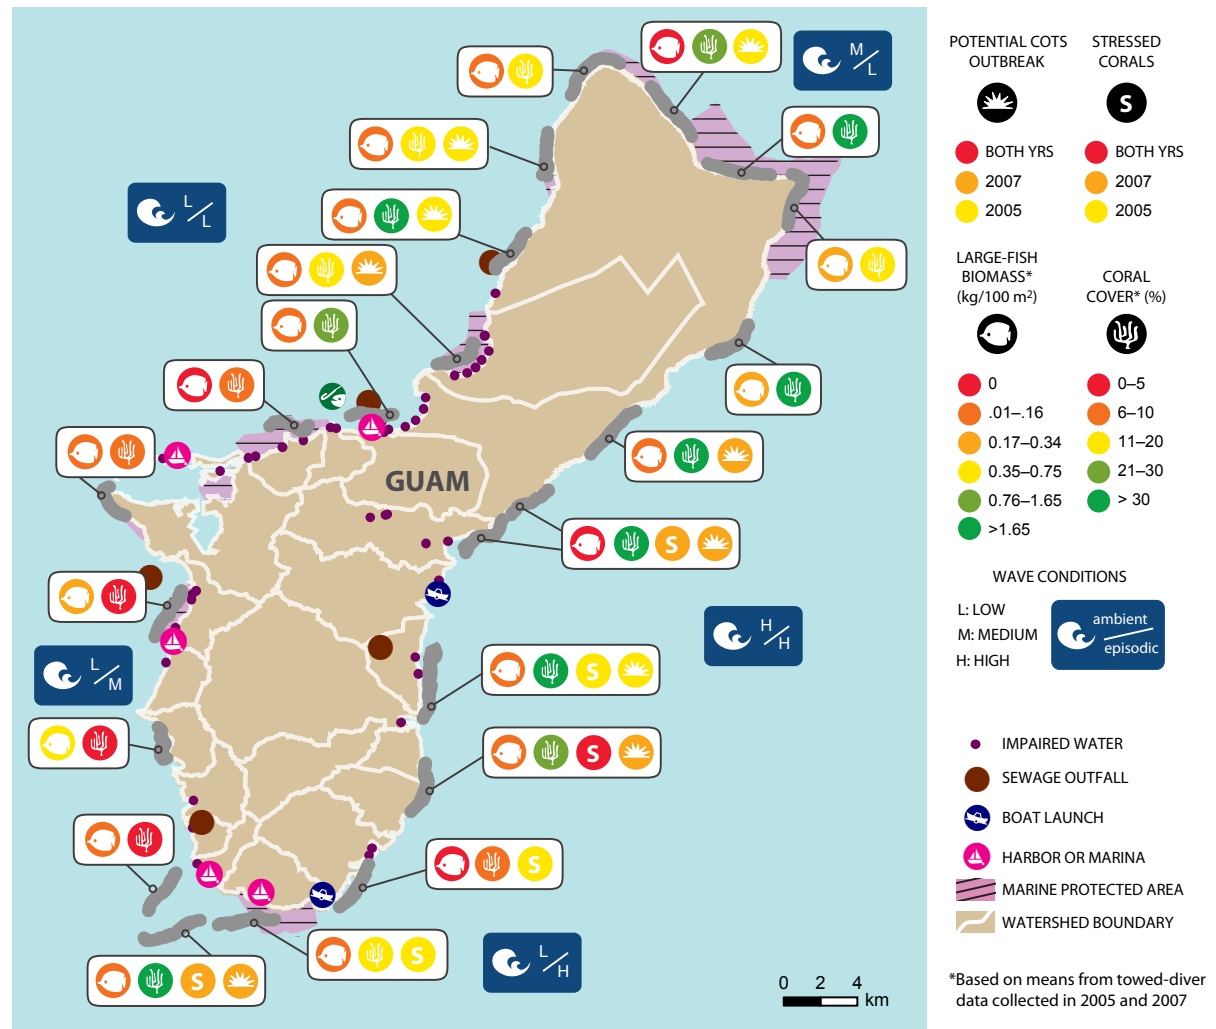 M
L
L
L
GUAM
H
H
S
L
M
S
S
S
S
S
L
H
0 2 4
km
POTENTIAL COTS
OUTBREAK
BOTH YRS
2007
2005
STRESSED
CORALS
S
BOTH YRS
2007
2005
LARGE-FISH
BIOMASS*
(kg/100 m2)
0
.01–.16
0.17–0.34
0.35–0.75
0.76–1.65
>1.65
CORAL
COVER* (%)
0–5
6–10
11–20
21–30
> 30
WAVE CONDITIONS
L: LOW
M: MEDIUM
H: HIGH
ambient
episodic
IMPAIRED WATER
SEWAGE OUTFALL
BOAT LAUNCH
HARBOR OR MARINA
MARINE PROTECTED AREA
WATERSHED BOUNDARY
*Based on means from towed-diver
data collected in 2005 and 2007